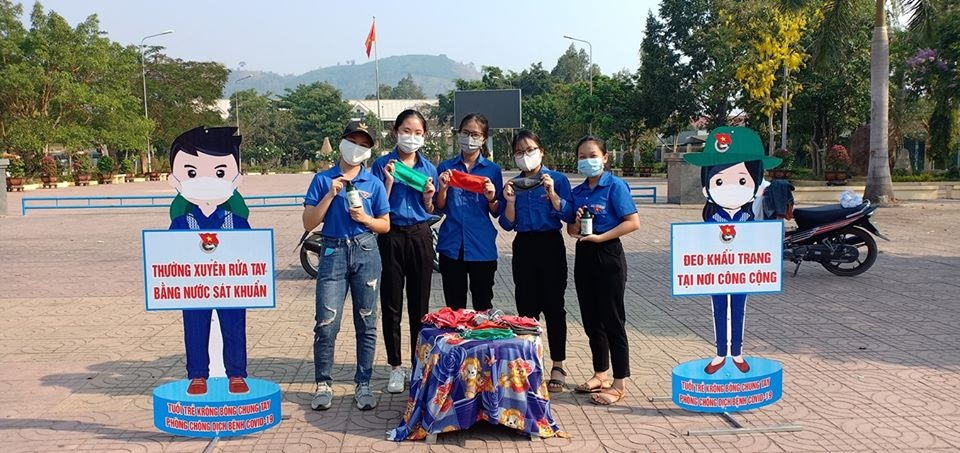 THƯỜNG XUYÊN RỬA TAY
BẰNG NƯỚC SÁT KHUẨN
TUỔI TRẺ KRÔNG BÔNG CHUNG TAY
PHÒNG CHỐNG DỊCH BỆNH COVID-19
ĐEO KHẨU TRANG
TẠI NƠI CÔNG CỘNG
TUỔI TRẺ KRÔNG BÔNG CHUNG TAY
PHÒNG CHỐNG DỊCH BỆNH COVID-19